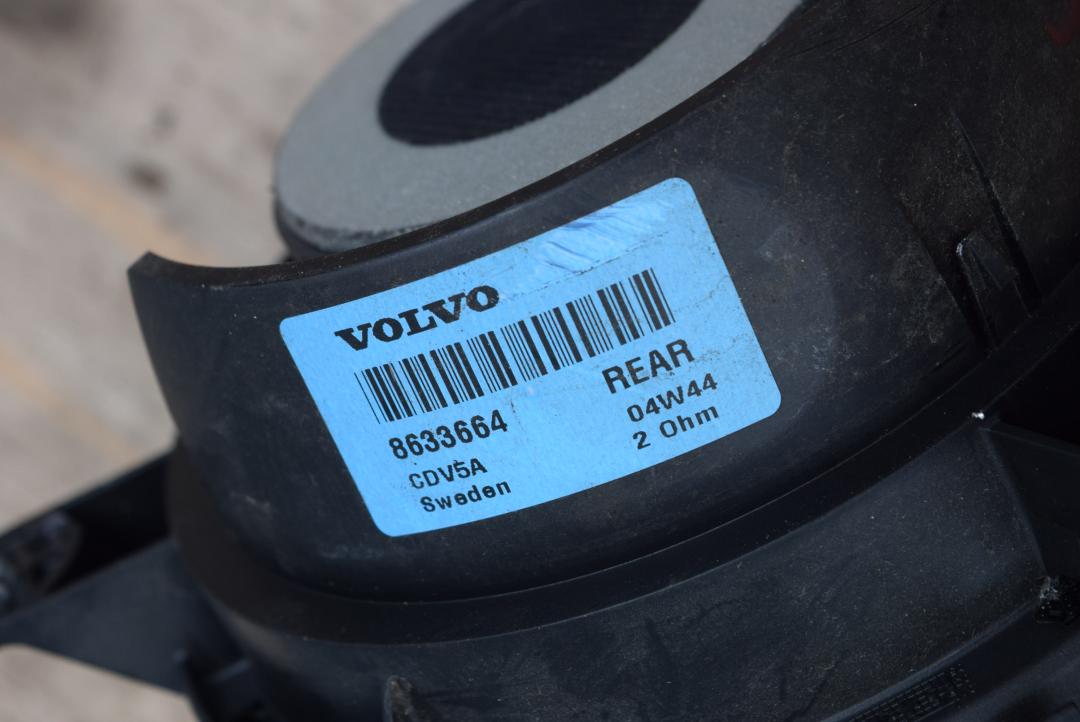 VOLVO
REAR
8633664
04W44
CDV5A
2 Ohm
Sweden